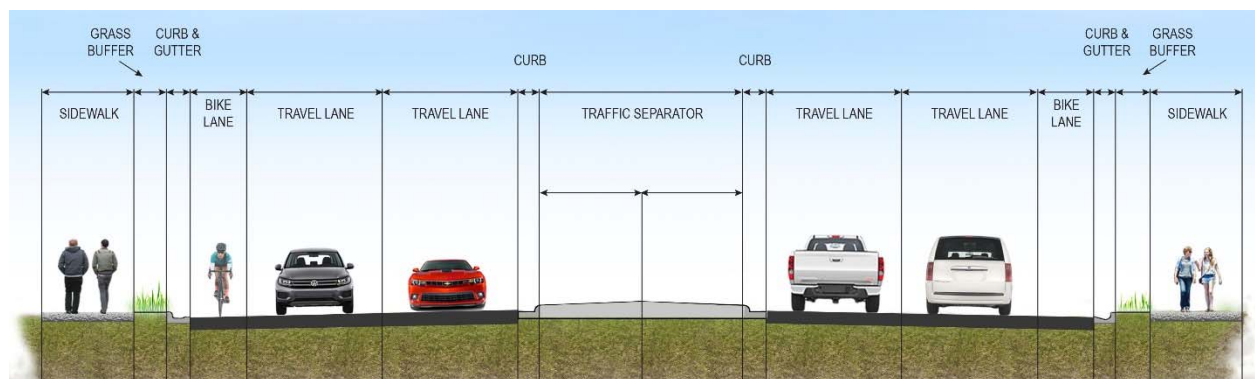 GRASS
BUFFER
CURB &
GUTTER
CURB
CURB
CURB &
GUTTER
GRASS
BUFFER
SIDEWALK
BIKE
LANE
TRAVEL LANE
TRAVEL LANE
TRAFFIC SEPARATOR
TRAVEL LANE
TRAVEL LANE
BIKE
LANE
SIDEWALK